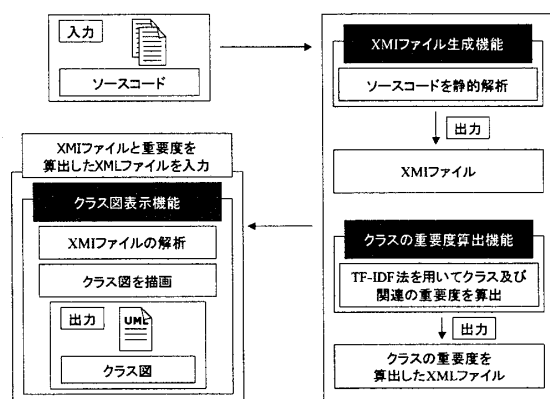 入力
ソースコード
XMIファイル生成機能
ソースコードを静的解析
出力
XMIファイル
クラスの重要度算出機能
TF-IDF法を用いてクラス及び
関連の重要度を算出
出力
クラスの重要度を
算出したXMLファイル
XMIファイルと重要度を
算出したXMLファイルを入力
クラス図表示機能
XMIファイルの解析
クラス図を描画
出力
UML
クラス図